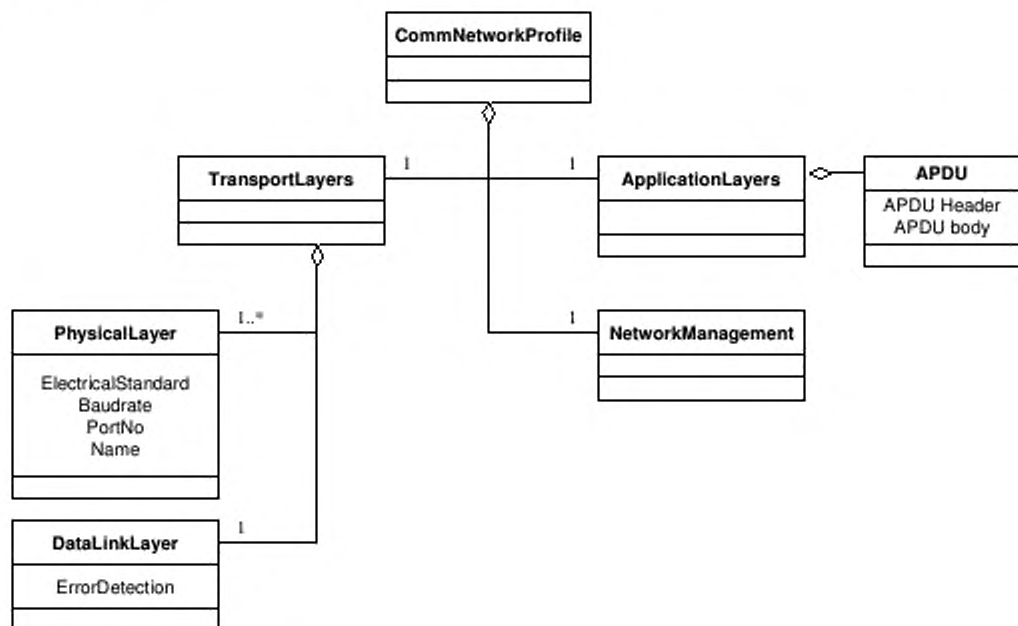 CommNetworkProfile
TransportLayers
1
1
ApplicationLayers
APDU
APDU Header
APDU body
PhysicalLayer
1..*
ElectricalStandard
Baudrate
PortNo
Name
1
NetworkManagement
DataLinkLayer
1
ErrorDetection